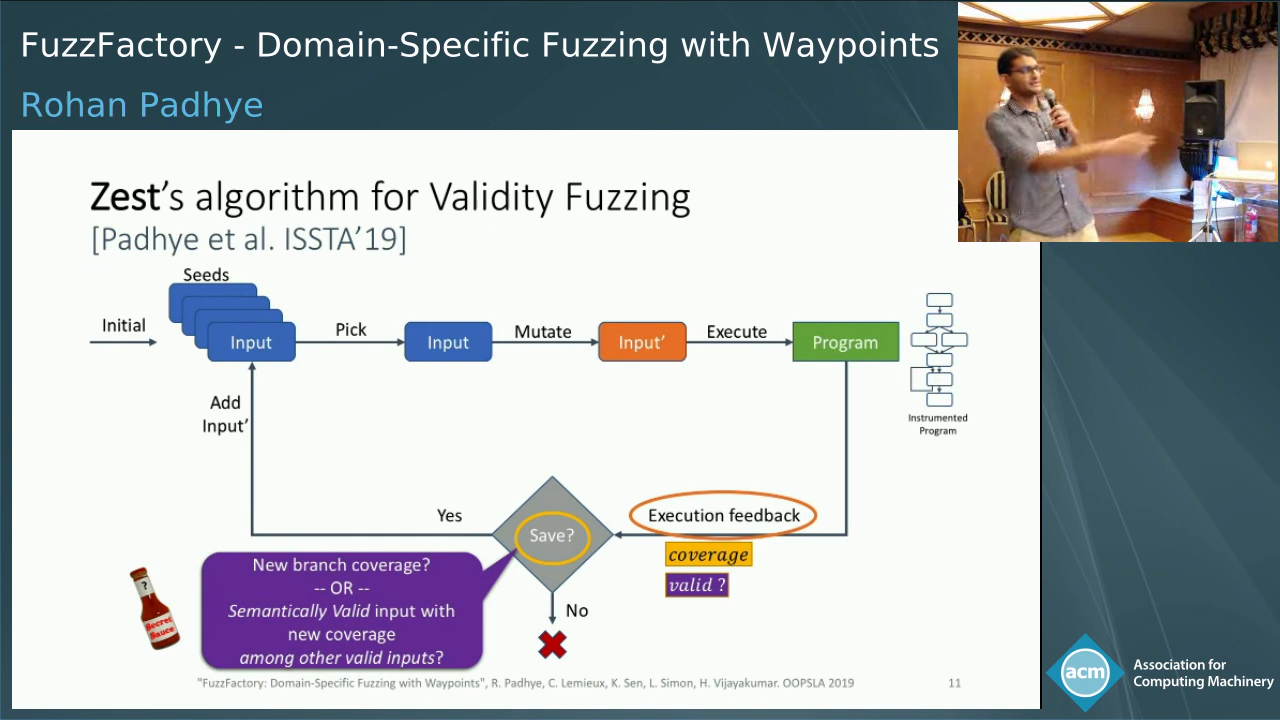 FuzzFactory - Domain-Specific Fuzzing with Waypoints
Rohan Padhye
Zest's algorithm for Validity Fuzzing
[Padhye et al. ISSTA'19]
Seeds
Initial
Input
Pick
Input
Mutate
Input'
Execute
Program
Instrumented
Program
Add
Input'
Yes
Save?
Execution feedback
coverage
valid ?
No
New branch coverage?
-- OR --
Semantically Valid input with
new coverage
among other valid inputs?
?
Secret
Sauce
"FuzzFactory: Domain-Specific Fuzzing with Waypoints", R. Padhye, C. Lemieux, K. Sen, L. Simon, H. Vijayakumar. OOPSLA 2019
11
acm
Association for
Computing Machinery